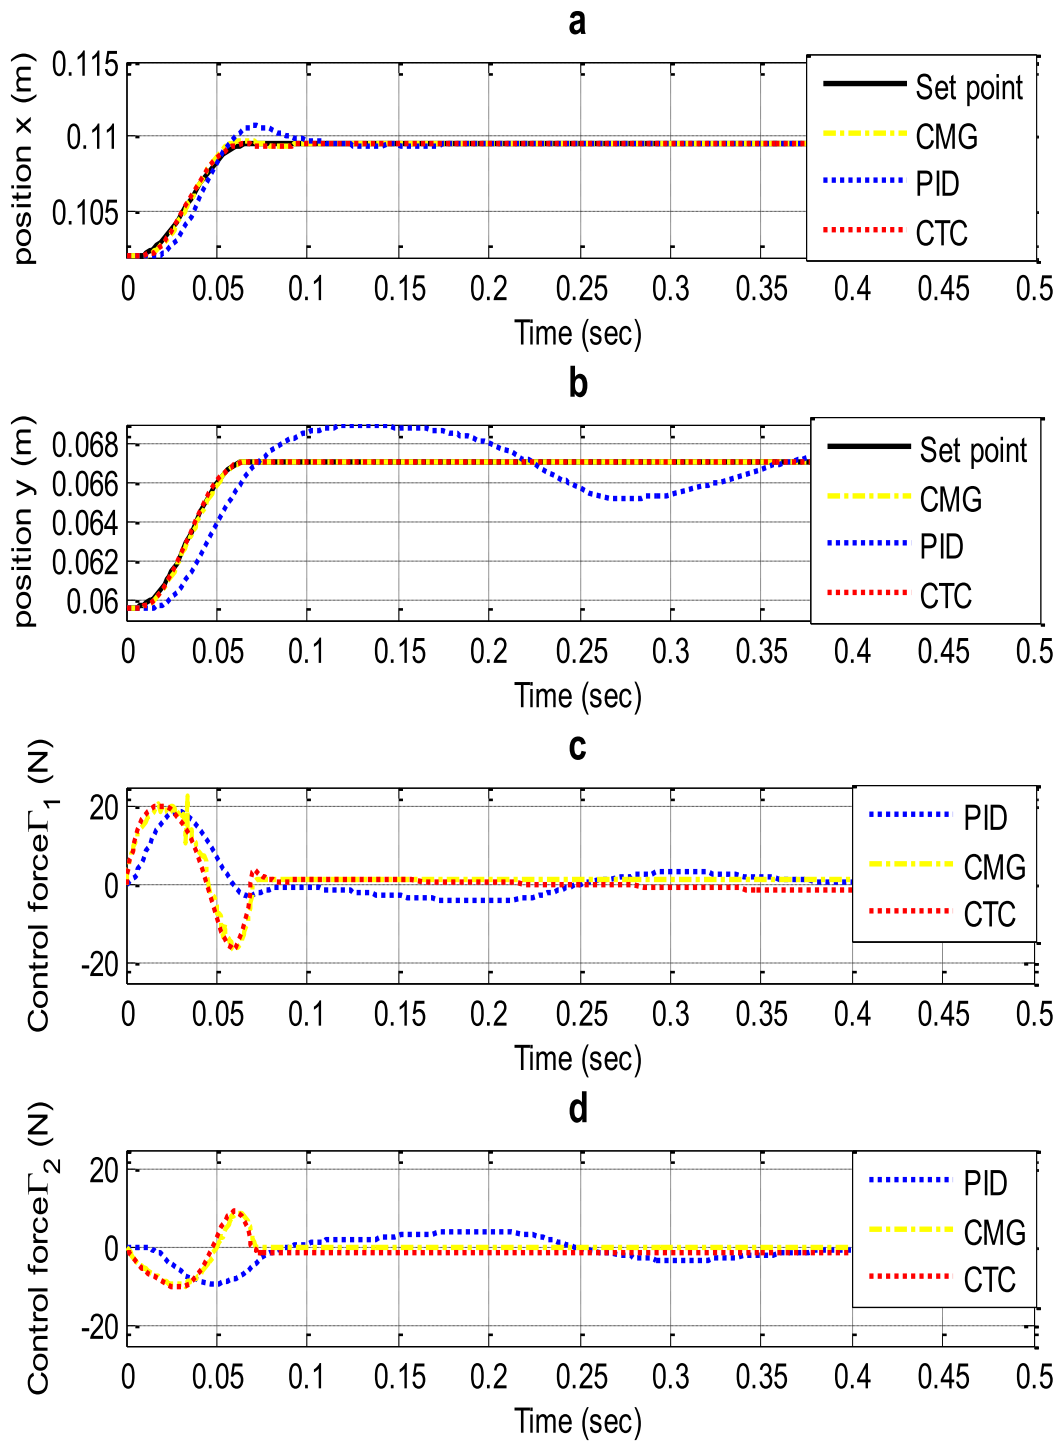 a
position x (m)
0.115
0.11
0.105
Set point
CMG
PID
CTC
0 0.05 0.1 0.15 0.2 0.25 0.3 0.35 0.4 0.45 0.5
Time (sec)
b
position y (m)
0.068
0.066
0.064
0.062
0.06
Set point
CMG
PID
CTC
0 0.05 0.1 0.15 0.2 0.25 0.3 0.35 0.4 0.45 0.5
Time (sec)
c
Control forceΓ1 (N)
20
0
-20
PID
CMG
CTC
0 0.05 0.1 0.15 0.2 0.25 0.3 0.35 0.4 0.45 0.5
Time (sec)
d
Control forceΓ2 (N)
20
0
-20
PID
CMG
CTC
0 0.05 0.1 0.15 0.2 0.25 0.3 0.35 0.4 0.45 0.5
Time (sec)